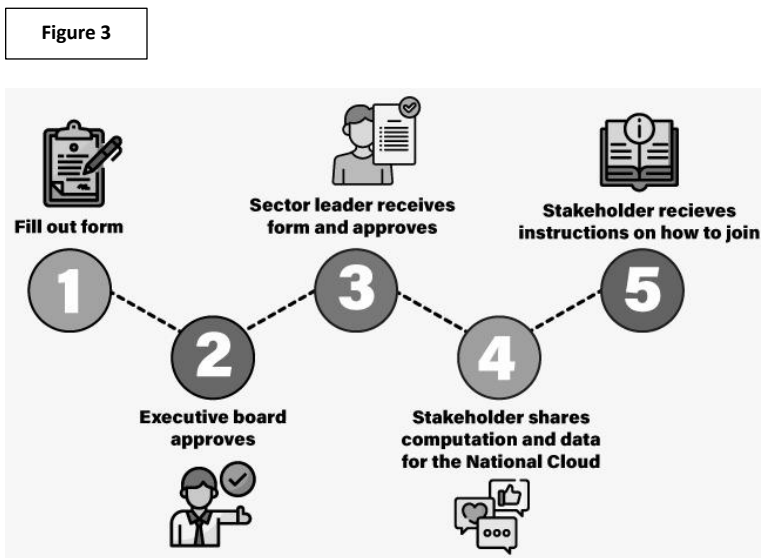 Figure 3
Fill out form
1
2
Executive board
approves
Sector leader receives
form and approves
3
4
Stakeholder shares
computation and data
for the National Cloud
Stakeholder recieves
instructions on how to join
5